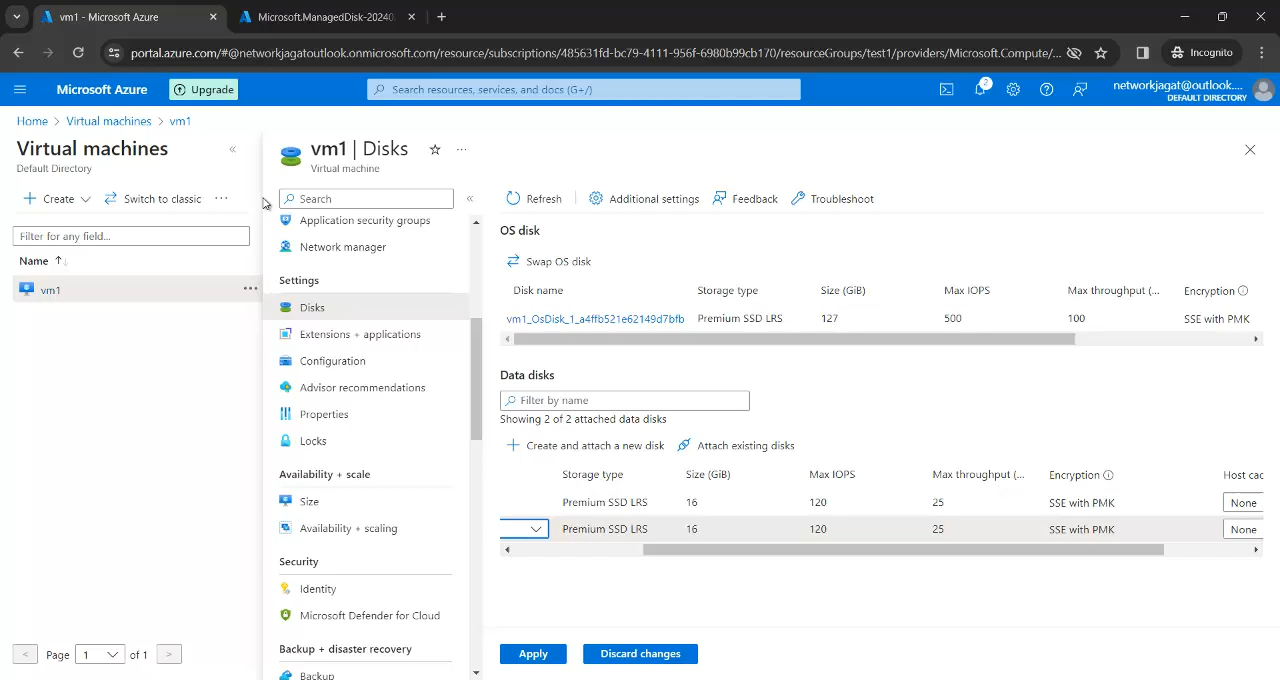 vm1 - Microsoft Azure
Microsoft.ManagedDisk-20240
portal.azure.com/#@networkjagatoutlook.onmicrosoft.com/resource/subscriptions/485631fd-bc79-4111-956f-6980b99cb170/resourceGroups/test1/providers/Microsoft.Compute/...
Incognito
Microsoft Azure
Upgrade
Search resources, services, and docs (G+/)
2
networkjagat@outlook....
DEFAULT DIRECTORY
Home > Virtual machines > vm1
Virtual machines
Default Directory
Create
Switch to classic
Filter for any field...
Name
vm1
Page 1 of 1
vm1 | Disks
Virtual machine
Search
Application security groups
Network manager
Settings
Disks
Extensions + applications
Configuration
Advisor recommendations
Properties
Locks
Availability + scale
Size
Availability + scaling
Security
Identity
Microsoft Defender for Cloud
Backup + disaster recovery
Backup
Refresh
Additional settings
Feedback
Troubleshoot
OS disk
Swap OS disk
Disk name Storage type Size (GiB) Max IOPS Max throughput (... Encryption
vm1_OsDisk_1_a4ffb521e62149d7bfb Premium SSD LRS 127 500 100 SSE with PMK
Data disks
Filter by name
Showing 2 of 2 attached data disks
Create and attach a new disk
Attach existing disks
Storage type Size (GiB) Max IOPS Max throughput (... Encryption Host cac
Premium SSD LRS 16 120 25 SSE with PMK None
Premium SSD LRS 16 120 25 SSE with PMK None
Apply
Discard changes